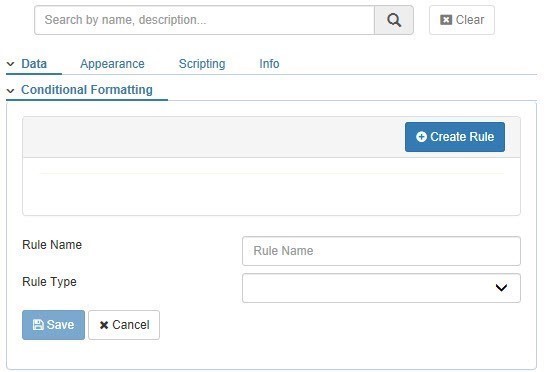 Search by name, description...
Clear
Data Appearance Scripting Info
Conditional Formatting
Create Rule
Rule Name
Rule Name
Rule Type
Save Cancel